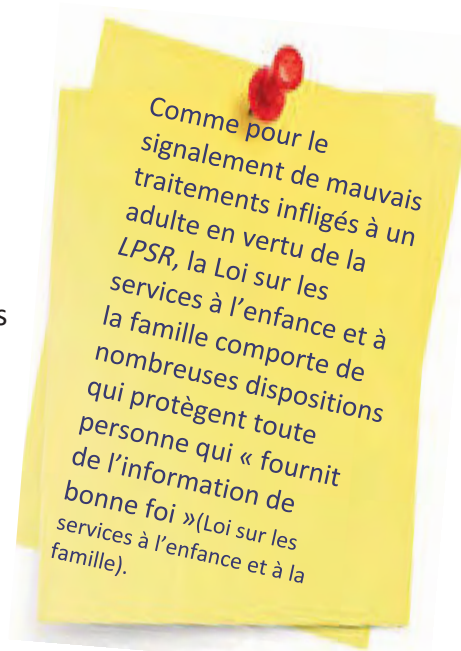 Comme pour le
signalement de mauvais
traitements infligés à un
adulte en vertu de la
LPSR, la Loi sur les
services à l’enfance et à
la famille comporte de
nombreuses dispositions
qui protègent toute
personne qui « fournit
de l’information de
bonne foi »(Loi sur les
services à l’enfance et à la
famille).
s